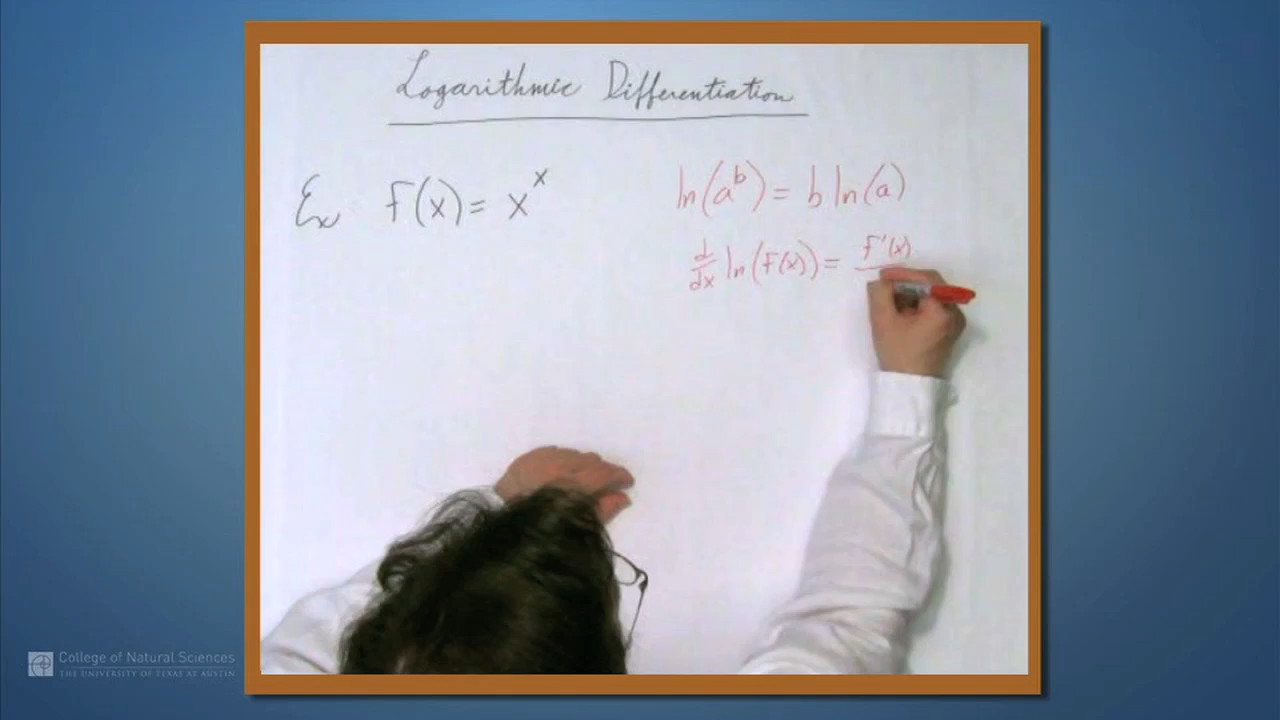 Logarithmic Differentiation
Ex f(x) = x^x
ln(a^b) = b ln(a)
d/dx ln(f(x)) = f'(x)
College of Natural Sciences
THE UNIVERSITY OF TEXAS AT AUSTIN